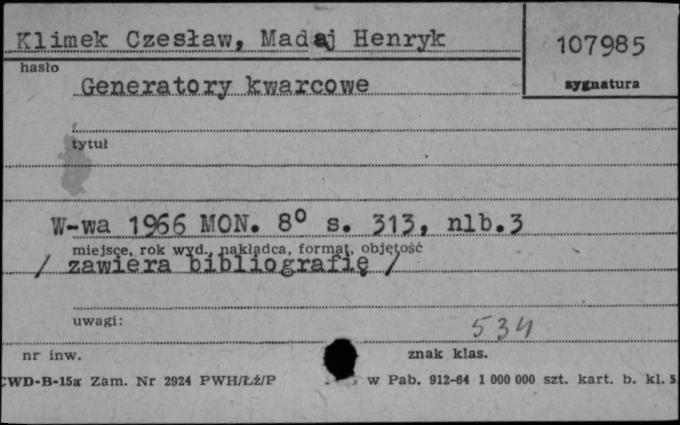 Klimek Czesław, Madaj Henryk
107985
hasło
sygnatura
Generatory kwarcowe
tytuł
W-wa 1966 MON. 8° s. 313, nlb.3
miejsce, rok wyd., nakładca, format, objętość
/ zawiera bibliografię /
uwagi:
534
nr inw.
znak klas.
CWD-B-15a Zam. Nr 2924 PWH/Łź/P
w Pab. 912-64 1 000 000 szt. kart. b. kl. 5